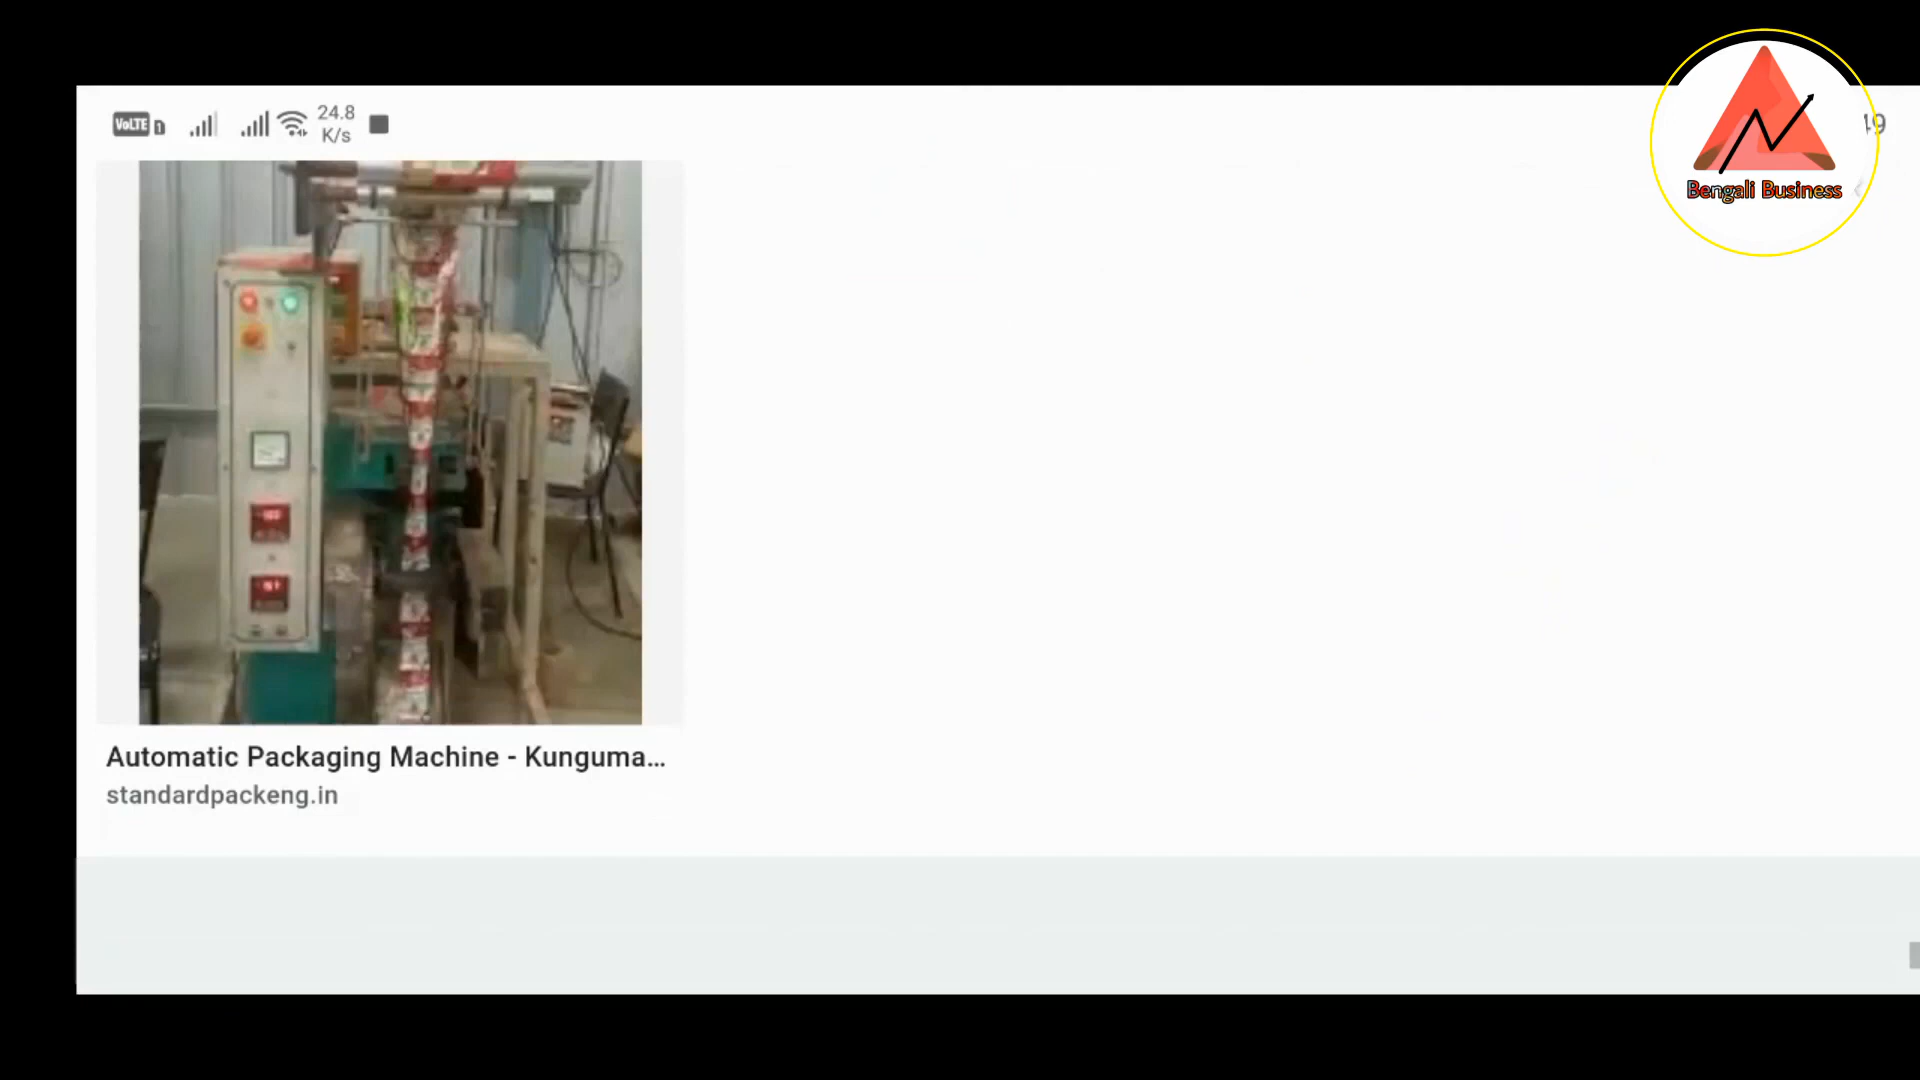 VoLTE
24.8
K/s
Bengali Business
Automatic Packaging Machine - Kunguma...
standardpackeng.in